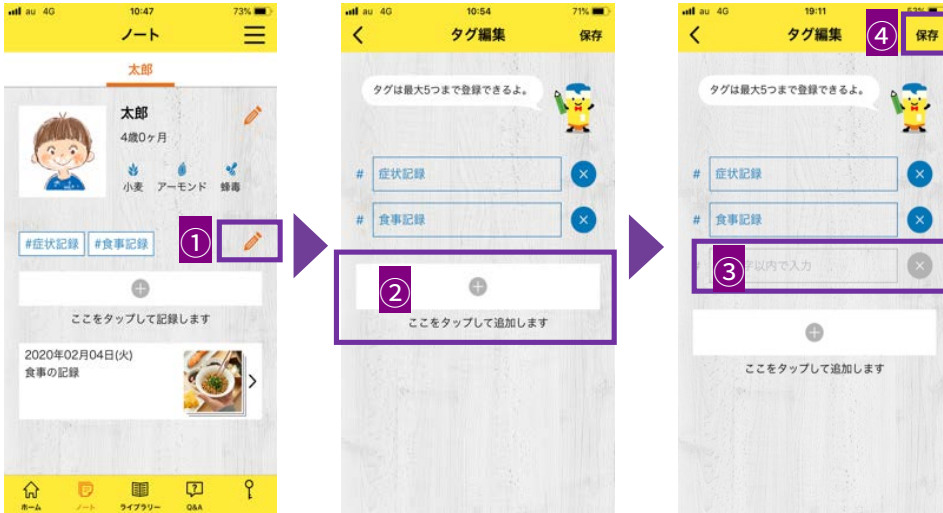 au 4G 10:47 73%
ノート
太郎
太郎
4歳0ヶ月
小麦 アーモンド 蜂毒
#症状記録 #食事記録 ①
ここをタップして記録します
2020年02月04日(火)
食事の記録
ホーム ノート ライブラリー Q&A
au 4G 10:54 71%
タグ編集 保存
タグは最大5つまで登録できるよ。
# 症状記録
# 食事記録
②
ここをタップして追加します
au 4G 19:11
タグ編集 ④ 保存
タグは最大5つまで登録できるよ。
# 症状記録
# 食事記録
# ③ 字以内で入力
ここをタップして追加します